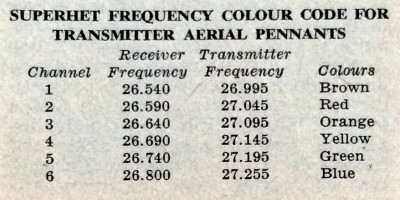 SUPERHET FREQUENCY COLOUR CODE FOR
TRANSMITTER AERIAL PENNANTS
Receiver Transmitter
Channel Frequency Frequency Colours
1 26.540 26.995 Brown
2 26.590 27.045 Red
3 26.640 27.095 Orange
4 26.690 27.145 Yellow
5 26.740 27.195 Green
6 26.800 27.255 Blue